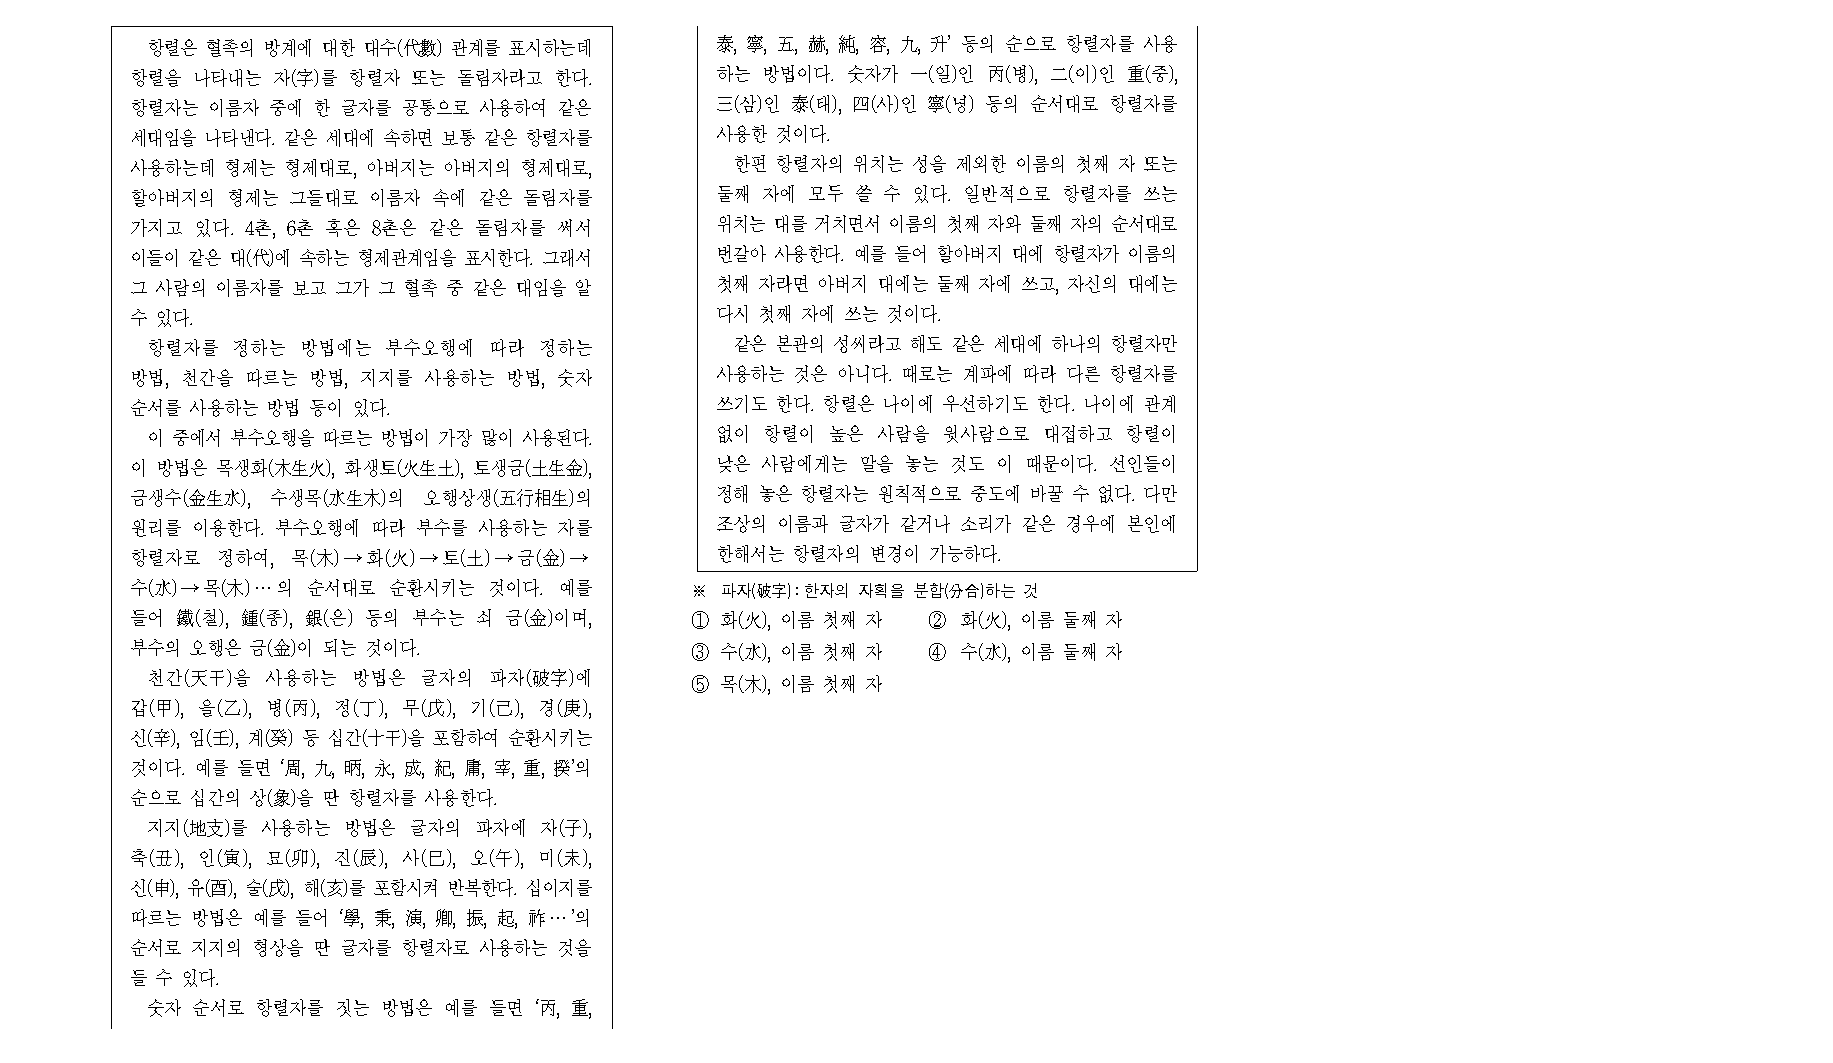 항렬은 혈족의 방계에 대한 대수(代數) 관계를 표시하는데
항렬을 나타내는 자(字)를 항렬자 또는 돌림자라고 한다.
항렬자는 이름자 중에 한 글자를 공통으로 사용하여 같은
세대임을 나타낸다. 같은 세대에 속하면 보통 같은 항렬자를
사용하는데 형제는 형제대로, 아버지는 아버지의 형제대로,
할아버지의 형제는 그들대로 이름자 속에 같은 돌림자를
가지고 있다. 4촌, 6촌 혹은 8촌은 같은 돌림자를 써서
이들이 같은 대(代)에 속하는 형제관계임을 표시한다. 그래서
그 사람의 이름자를 보고 그가 그 혈족 중 같은 대임을 알
수 있다.
항렬자를 정하는 방법에는 부수오행에 따라 정하는
방법, 천간을 따르는 방법, 지지를 사용하는 방법, 숫자
순서를 사용하는 방법 등이 있다.
이 중에서 부수오행을 따르는 방법이 가장 많이 사용된다.
이 방법은 목생화(木生火), 화생토(火生土), 토생금(土生金),
금생수(金生水), 수생목(水生木)의 오행상생(五行相生)의
원리를 이용한다. 부수오행에 따라 부수를 사용하는 자를
항렬자로 정하여, 목(木)→화(火)→토(土)→금(金)→
수(水)→목(木)…의 순서대로 순환시키는 것이다. 예를
들어 鐵(철), 鍾(종), 銀(은) 등의 부수는 쇠 금(金)이며,
부수의 오행은 금(金)이 되는 것이다.
천간(天干)을 사용하는 방법은 글자의 파자(破字)에
갑(甲), 을(乙), 병(丙), 정(丁), 무(戊), 기(己), 경(庚),
신(辛), 임(壬), 계(癸) 등 십간(十干)을 포함하여 순환시키는
것이다. 예를 들면 ‘周, 九, 昞, 永, 成, 紀, 庸, 宰, 重, 揆’의
순으로 십간의 상(象)을 딴 항렬자를 사용한다.
지지(地支)를 사용하는 방법은 글자의 파자에 자(子),
축(丑), 인(寅), 묘(卯), 진(辰), 사(巳), 오(午), 미(未),
신(申), 유(酉), 술(戌), 해(亥)를 포함시켜 반복한다. 십이지를
따르는 방법은 예를 들어 ‘學, 秉, 演, 卿, 振, 起, 許…’의
순서로 지지의 형상을 딴 글자를 항렬자로 사용하는 것을
들 수 있다.
숫자 순서로 항렬자를 짓는 방법은 예를 들면 ‘丙, 重,
泰, 寧, 五, 赫, 純, 容, 九, 升’ 등의 순으로 항렬자를 사용
하는 방법이다. 숫자가 一(일)인 丙(병), 二(이)인 重(중),
三(삼)인 泰(태), 四(사)인 寧(녕) 등의 순서대로 항렬자를
사용한 것이다.
한편 항렬자의 위치는 성을 제외한 이름의 첫째 자 또는
둘째 자에 모두 쓸 수 있다. 일반적으로 항렬자를 쓰는
위치는 대를 거치면서 이름의 첫째 자와 둘째 자의 순서대로
번갈아 사용한다. 예를 들어 할아버지 대에 항렬자가 이름의
첫째 자라면 아버지 대에는 둘째 자에 쓰고, 자신의 대에는
다시 첫째 자에 쓰는 것이다.
같은 본관의 성씨라고 해도 같은 세대에 하나의 항렬자만
사용하는 것은 아니다. 때로는 계파에 따라 다른 항렬자를
쓰기도 한다. 항렬은 나이에 우선하기도 한다. 나이에 관계
없이 항렬이 높은 사람을 윗사람으로 대접하고 항렬이
낮은 사람에게는 말을 놓는 것도 이 때문이다. 선인들이
정해 놓은 항렬자는 원칙적으로 중도에 바꿀 수 없다. 다만
조상의 이름과 글자가 같거나 소리가 같은 경우에 본인에
한해서는 항렬자의 변경이 가능하다.
※ 파자(破字) : 한자의 자획을 분합(分合)하는 것
① 화(火), 이름 첫째 자 ② 화(火), 이름 둘째 자
③ 수(水), 이름 첫째 자 ④ 수(水), 이름 둘째 자
⑤ 목(木), 이름 첫째 자